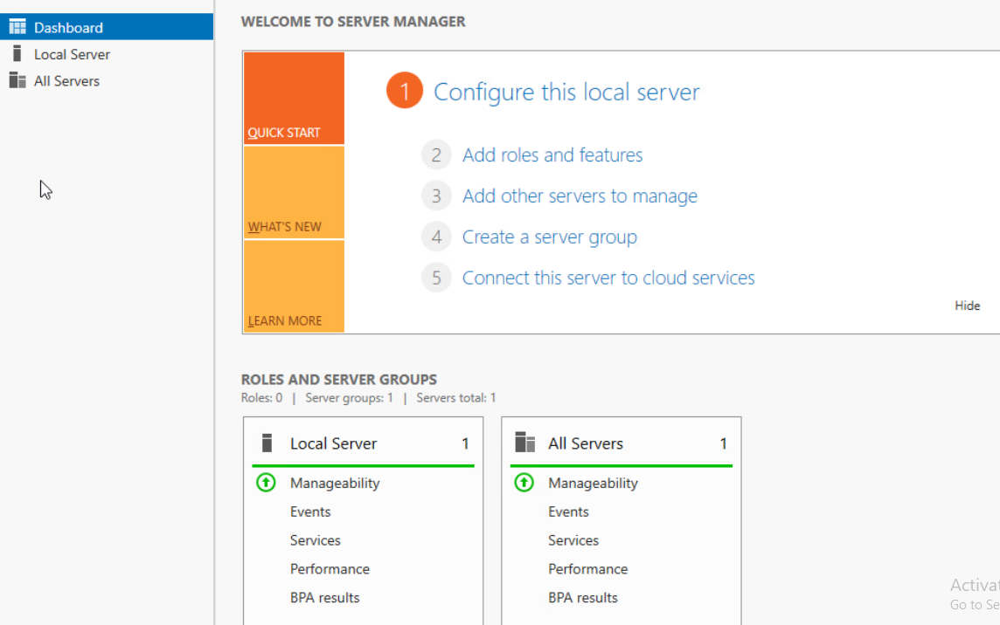 Dashboard
Local Server
All Servers
WELCOME TO SERVER MANAGER
QUICK START
WHAT'S NEW
LEARN MORE
1 Configure this local server
2 Add roles and features
3 Add other servers to manage
4 Create a server group
5 Connect this server to cloud services
Hide
ROLES AND SERVER GROUPS
Roles: 0 | Server groups: 1 | Servers total: 1
Local Server 1
Manageability
Events
Services
Performance
BPA results
All Servers 1
Manageability
Events
Services
Performance
BPA results
Go to